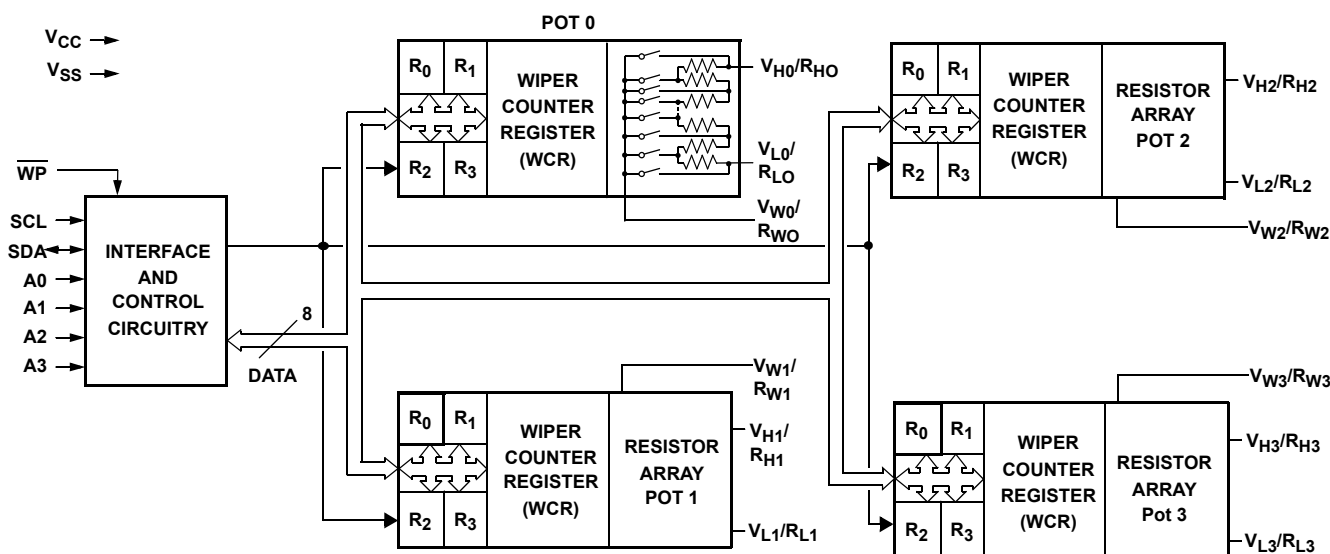 POT 0
VCC
VSS
WP
SCL
SDA
A0
A1
A2
A3
INTERFACE
AND
CONTROL
CIRCUITRY
8
DATA
R0 R1
R2 R3
WIPER
COUNTER
REGISTER
(WCR)
VH0/RHO
VL0/
RLO
VW0/
RWO
R0 R1
R2 R3
WIPER
COUNTER
REGISTER
(WCR)
RESISTOR
ARRAY
POT 2
VH2/RH2
VL2/RL2
VW2/RW2
R0 R1
R2 R3
WIPER
COUNTER
REGISTER
(WCR)
RESISTOR
ARRAY
POT 1
VW1/
RW1
VH1/
RH1
VL1/RL1
R0 R1
R2 R3
WIPER
COUNTER
REGISTER
(WCR)
RESISTOR
ARRAY
Pot 3
VW3/RW3
VH3/RH3
VL3/RL3